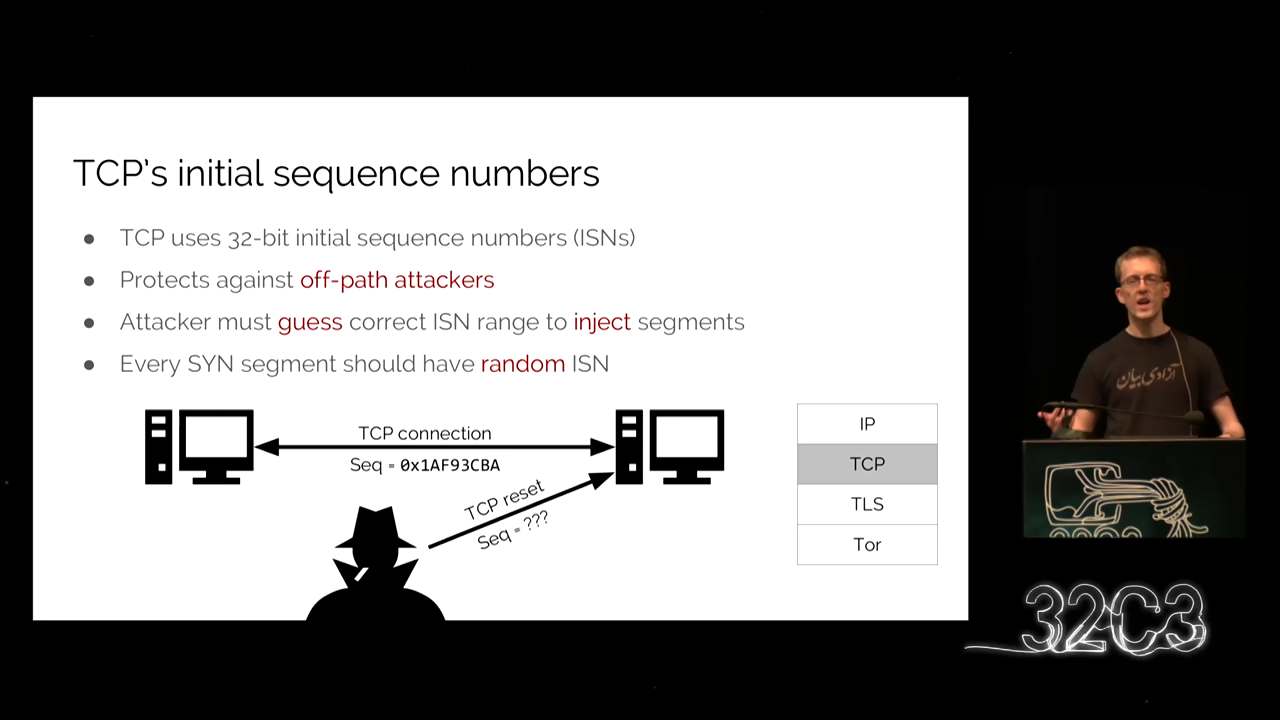 TCP's initial sequence numbers
● TCP uses 32-bit initial sequence numbers (ISNs)
● Protects against off-path attackers
● Attacker must guess correct ISN range to inject segments
● Every SYN segment should have random ISN
TCP connection
Seq = 0x1AF93CBA
TCP reset
Seq = ???
IP
TCP
TLS
Tor
آزادی بیان
32C3